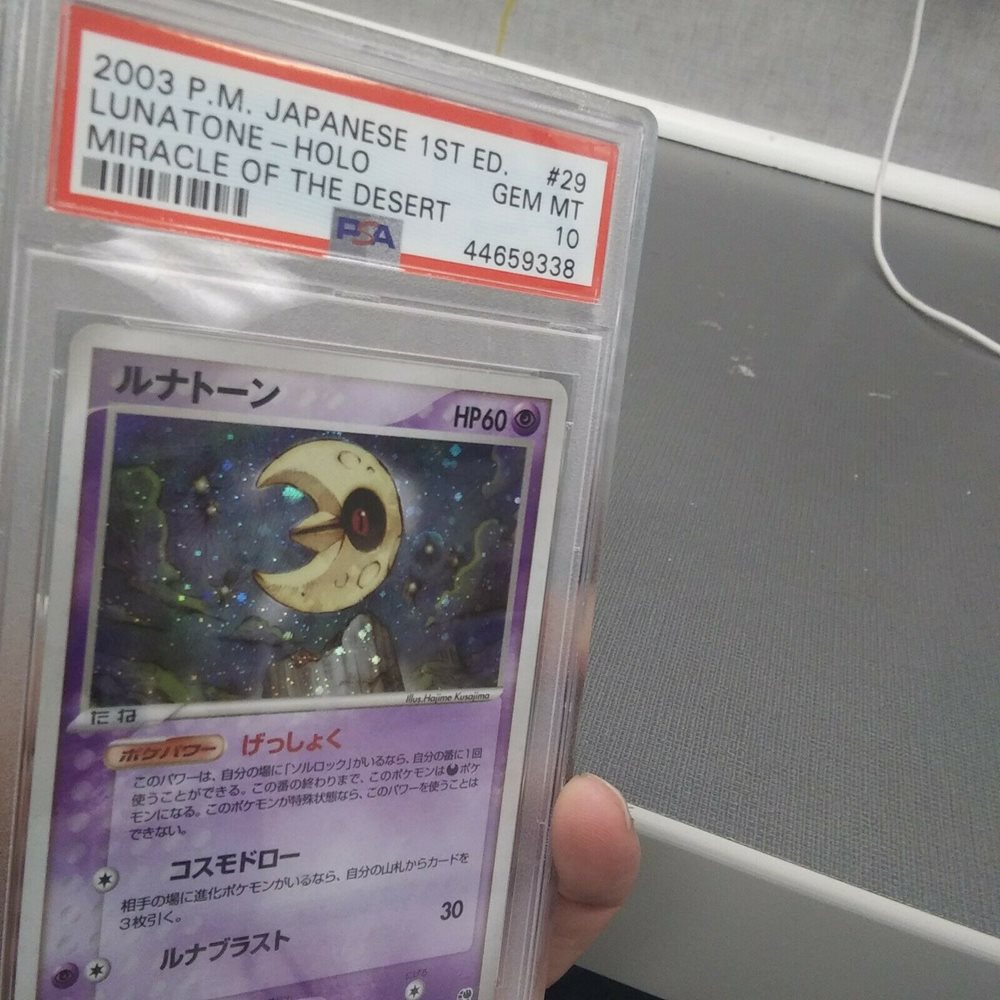 2003 P.M. JAPANESE 1ST ED. #29
LUNATONE-HOLO GEM MT
MIRACLE OF THE DESERT 10
PSA 44659338
ルナトーン HP60
Illus. Hajime Kusajima
たね
ポケパワー げっしょく
このパワーは、自分の場に「ソルロック」がいるなら、自分の番に1回
使うことができる。この番の終わりまで、このポケモンは悪ポケ
モンになる。このポケモンが特殊状態なら、このパワーを使うことは
できない。
コスモドロー
相手の場に進化ポケモンがいるなら、自分の山札からカードを
3枚引く。
ルナブラスト 30
にげる